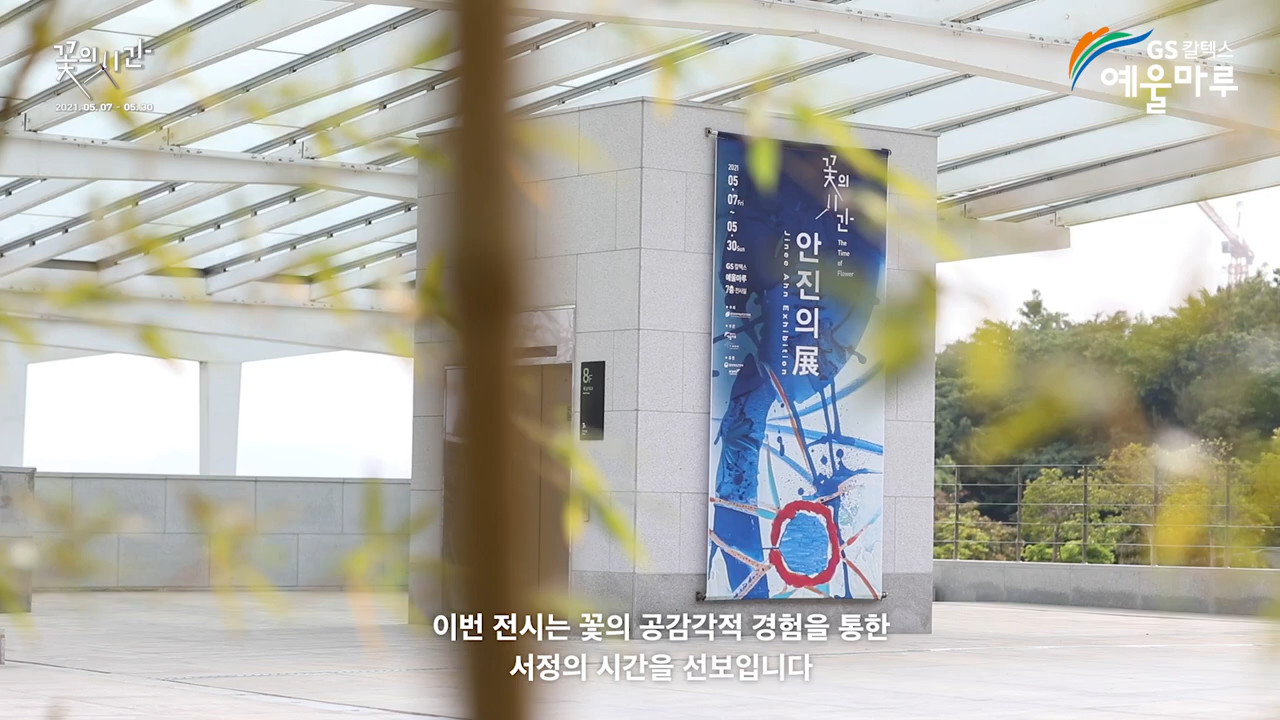 꽃의 시간
2021. 05. 07 - 05. 30
GS 칼텍스
예울마루
2021
05
07Fri
~
05
30Sun
GS 칼텍스
예울마루
7층 전시실
꽃의
시간
The
Time
of
Flower
안진의展
Jinee Ahn Exhibition
8F
이번 전시는 꽃의 공감각적 경험을 통한
서정의 시간을 선보입니다